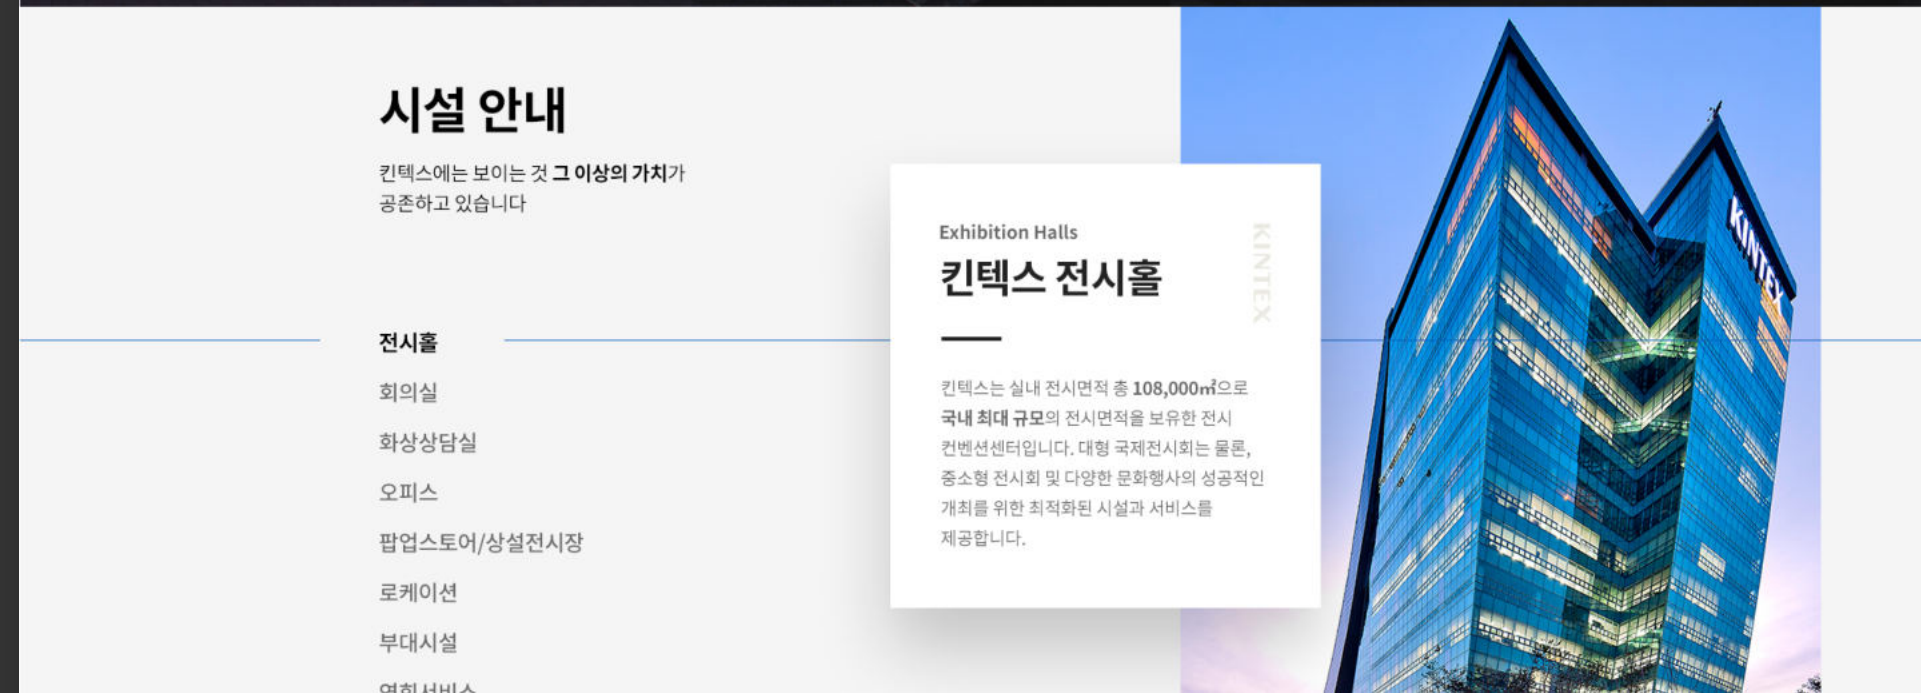 시설 안내
킨텍스에는 보이는 것 그 이상의 가치가
공존하고 있습니다
전시홀
회의실
화상상담실
오피스
팝업스토어/상설전시장
로케이션
부대시설
Exhibition Halls
킨텍스 전시홀
KINTEX
킨텍스는 실내 전시면적 총 108,000㎡으로
국내 최대 규모의 전시면적을 보유한 전시
컨벤션센터입니다. 대형 국제전시회는 물론,
중소형 전시회 및 다양한 문화행사의 성공적인
개최를 위한 최적화된 시설과 서비스를
제공합니다.
KINTEX